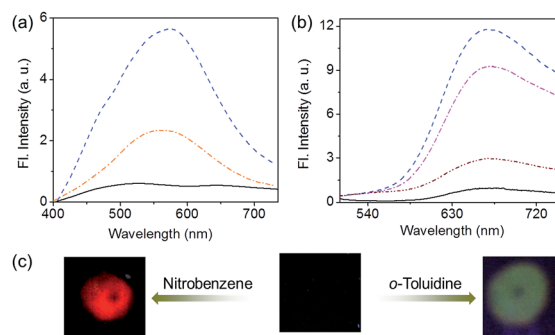 (a)
6
4
2
0
Fl. Intensity (a. u.)
400 500 600 700
Wavelength (nm)
(b)
12
9
6
3
0
Fl. Intensity (a. u.)
540 630 720
Wavelength (nm)
(c)
Nitrobenzene
o-Toluidine